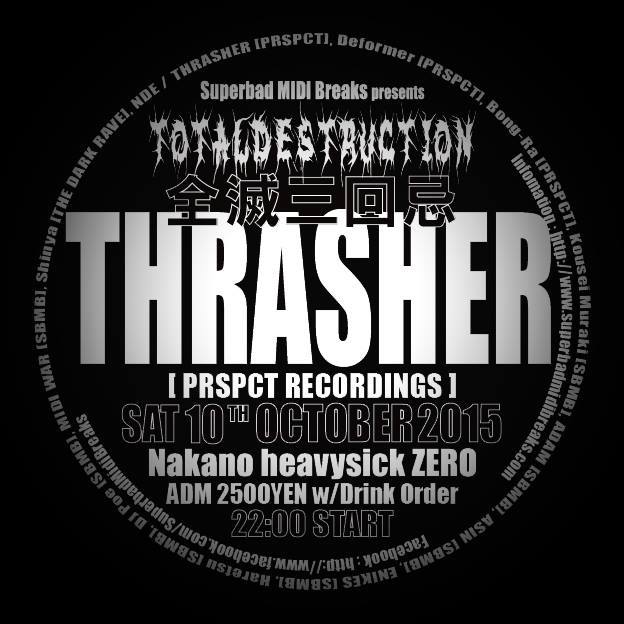 Superbad MIDI Breaks presents
TOTALDESTRUCTION
全滅三回忌
THRASHER
[ PRSPCT RECORDINGS ]
SAT 10TH OCTOBER 2015
Nakano heavysick ZERO
ADM 2500YEN w/Drink Order
22:00 START
NDE / THRASHER [PRSPCT], Deformer [PRSPCT], Bong-Ra [PRSPCT], Kousei Muraki [SBMB], ADAM [SBMB], ASIN [SBMB], ENIKES [SBMB], Haretsu [SBMB], DJ Poe [SBMB], MIDI WAR [SBMB], Shinya [THE DARK RAVE],
Infomation : http://www.superbadmidibreaks.com
Facebook : http://www.facebook.com/SuperbadMidiBreaks